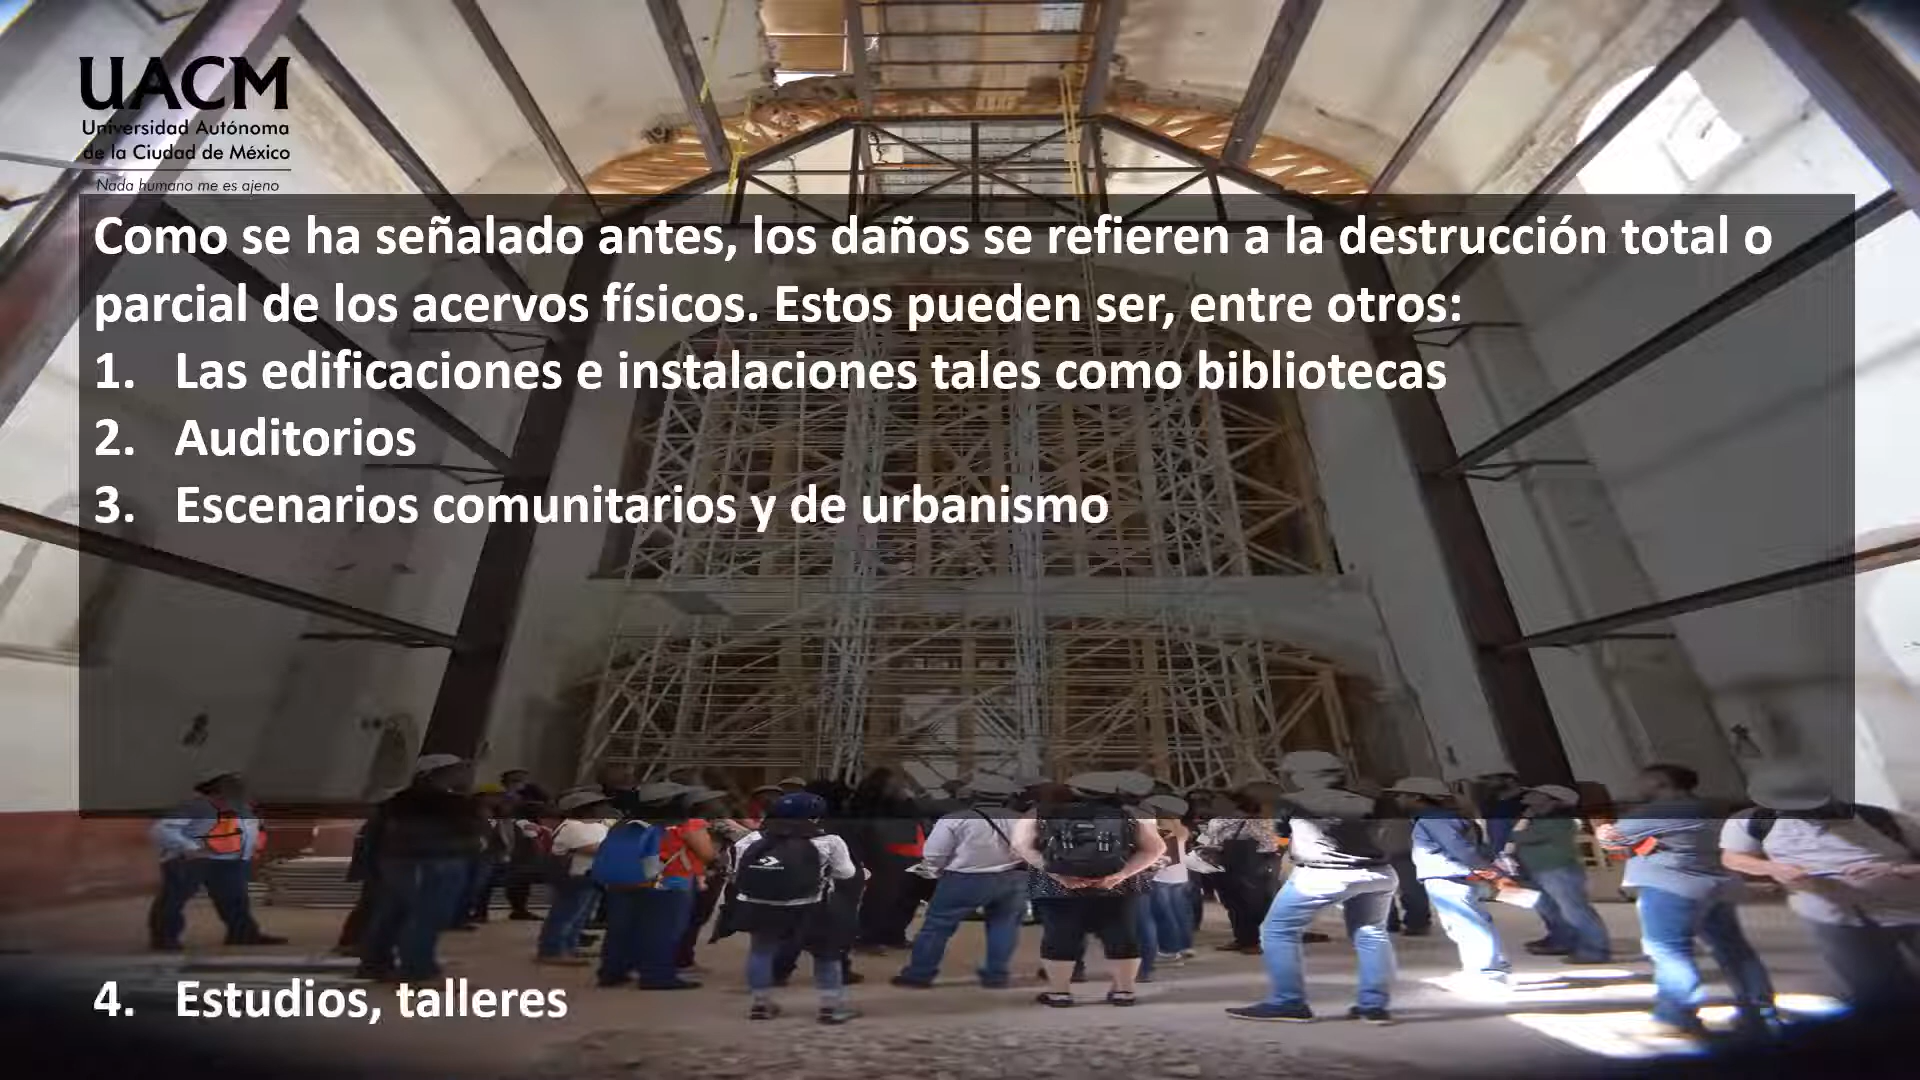 UACM
Universidad Autónoma
de la Ciudad de México
Nada humano me es ajeno
Como se ha señalado antes, los daños se refieren a la destrucción total o
parcial de los acervos físicos. Estos pueden ser, entre otros:
1. Las edificaciones e instalaciones tales como bibliotecas
2. Auditorios
3. Escenarios comunitarios y de urbanismo
4. Estudios, talleres